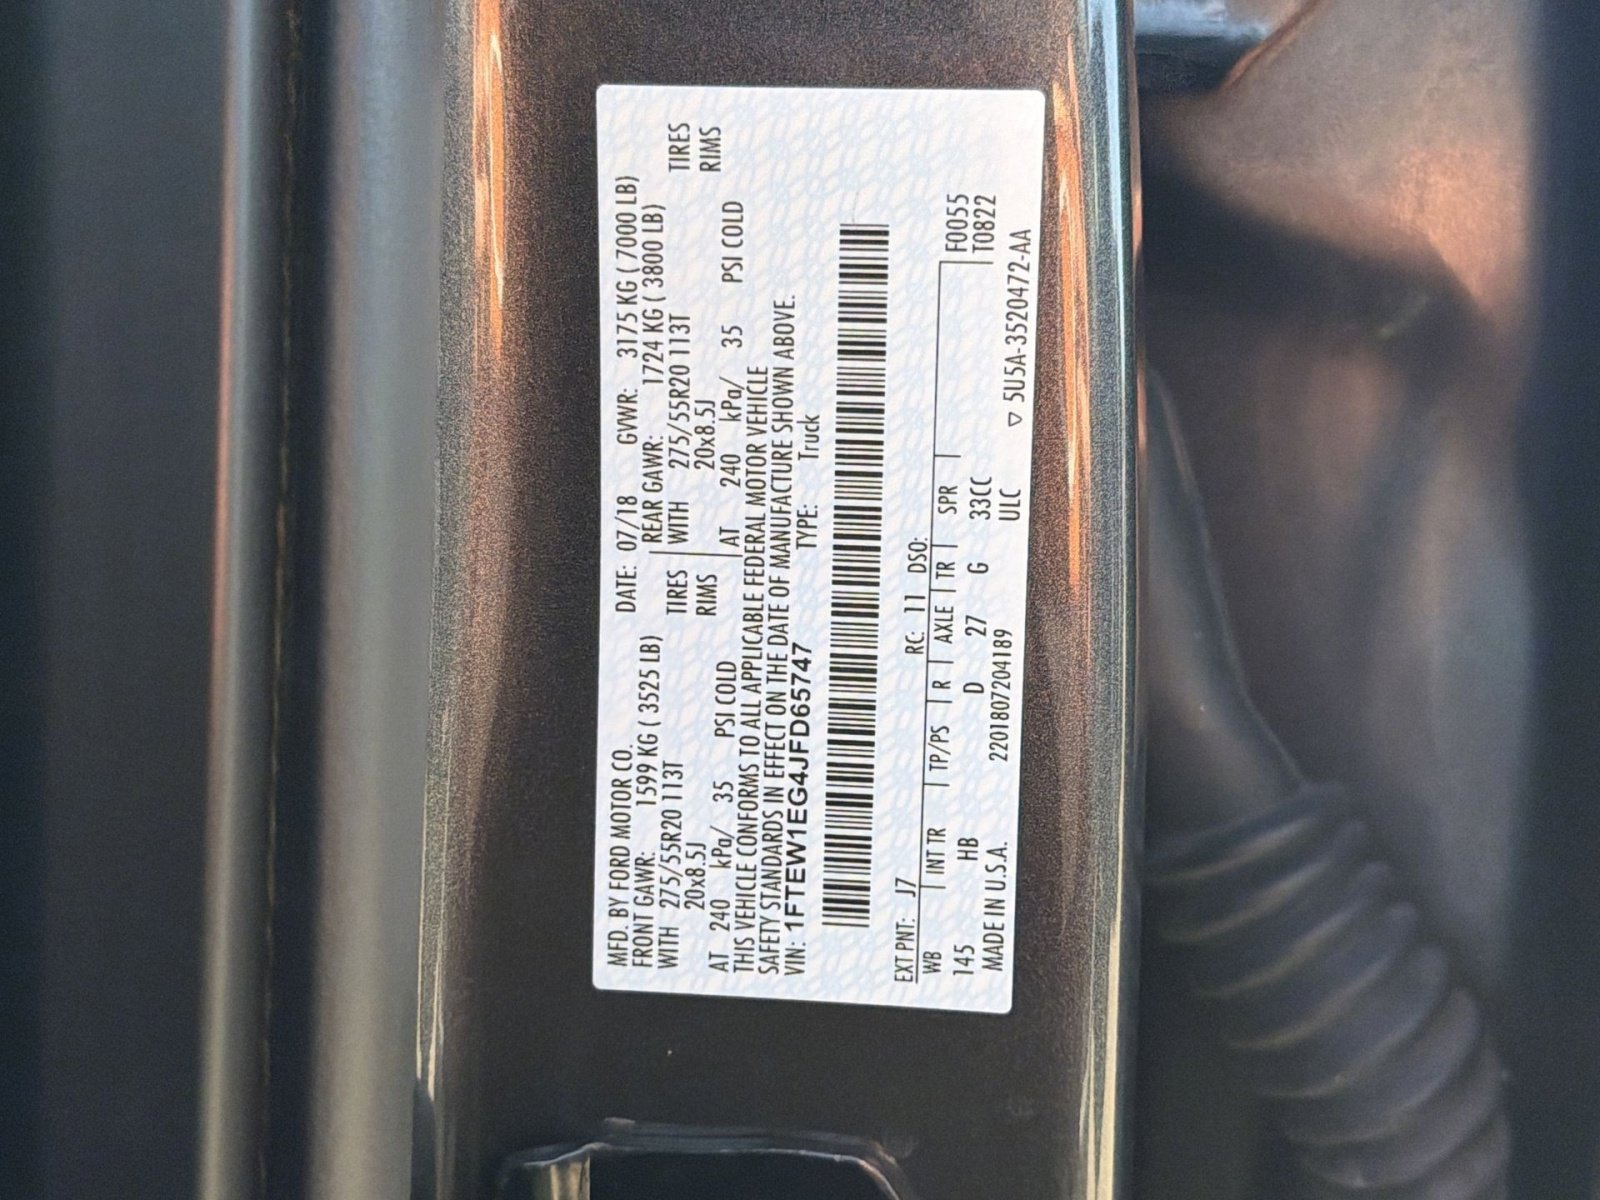 MFD. BY FORD MOTOR CO. DATE: 07/18 GVWR: 3175 KG ( 7000 LB)
FRONT GAWR: 1599 KG ( 3525 LB) REAR GAWR: 1724 KG ( 3800 LB)
WITH 275/55R20 113T TIRES WITH 275/55R20 113T TIRES
20x8.5J RIMS 20x8.5J RIMS
AT 240 kPa/ 35 PSI COLD AT 240 kPa/ 35 PSI COLD
THIS VEHICLE CONFORMS TO ALL APPLICABLE FEDERAL MOTOR VEHICLE
SAFETY STANDARDS IN EFFECT ON THE DATE OF MANUFACTURE SHOWN ABOVE.
VIN: 1FTEW1EG4JFD65747 TYPE: Truck
EXT PNT: J7 RC: 11 DSO: F0055
WB INT TR TP/PS R AXLE TR SPR T0822
145 HB D 27 G 33CC
MADE IN U.S.A. 2201807204189 ULC ▽ 5U5A-3520472-AA